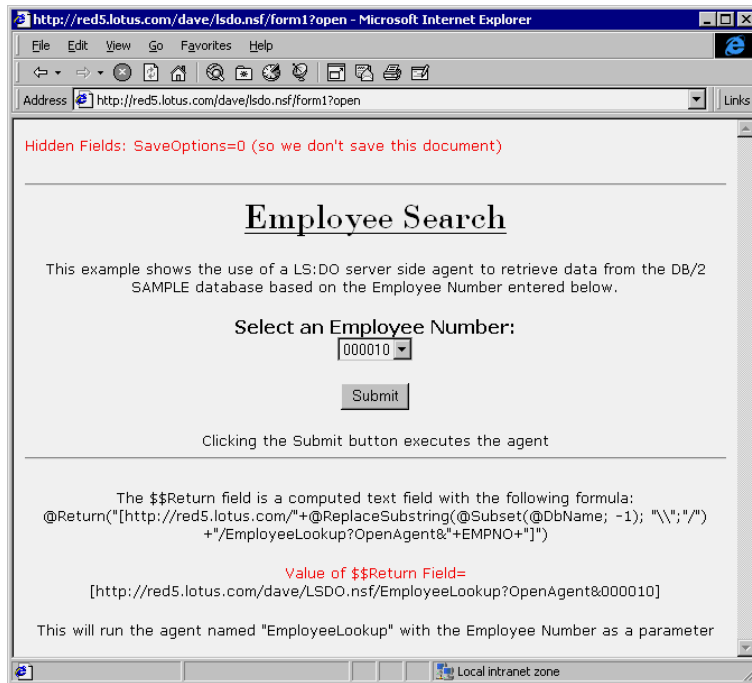 http://red5.lotus.com/dave/lsdo.nsf/form1?open - Microsoft Internet Explorer
File Edit View Go Favorites Help
Address http://red5.lotus.com/dave/lsdo.nsf/form1?open Links
Hidden Fields: SaveOptions=0 (so we don't save this document)
Employee Search
This example shows the use of a LS:DO server side agent to retrieve data from the DB/2
SAMPLE database based on the Employee Number entered below.
Select an Employee Number:
000010
Submit
Clicking the Submit button executes the agent
The $$Return field is a computed text field with the following formula:
@Return("[http://red5.lotus.com/"+@ReplaceSubstring(@Subset(@DbName; -1); "\\";"/")
+"/EmployeeLookup?OpenAgent&"+EMPNO+"]")
Value of $$Return Field=
[http://red5.lotus.com/dave/LSDO.nsf/EmployeeLookup?OpenAgent&000010]
This will run the agent named "EmployeeLookup" with the Employee Number as a parameter
Local intranet zone